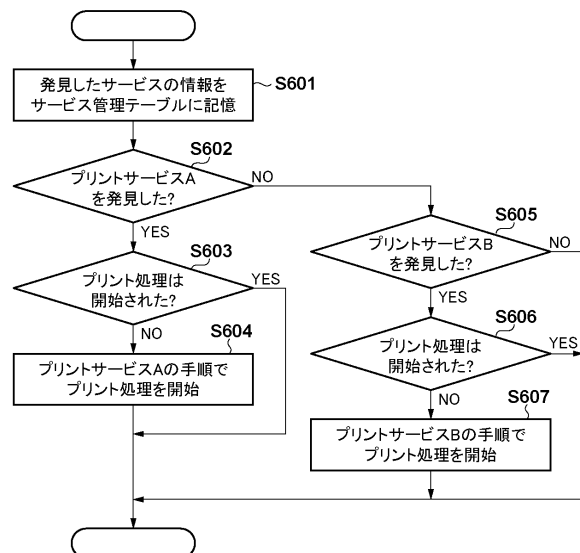 発見したサービスの情報を
サービス管理テーブルに記憶
S601
S602
プリントサービスA
を発見した?
NO
YES
S603
プリント処理は
開始された?
YES
NO
S604
プリントサービスAの手順で
プリント処理を開始
S605
プリントサービスB
を発見した?
NO
YES
S606
プリント処理は
開始された?
YES
NO
S607
プリントサービスBの手順で
プリント処理を開始